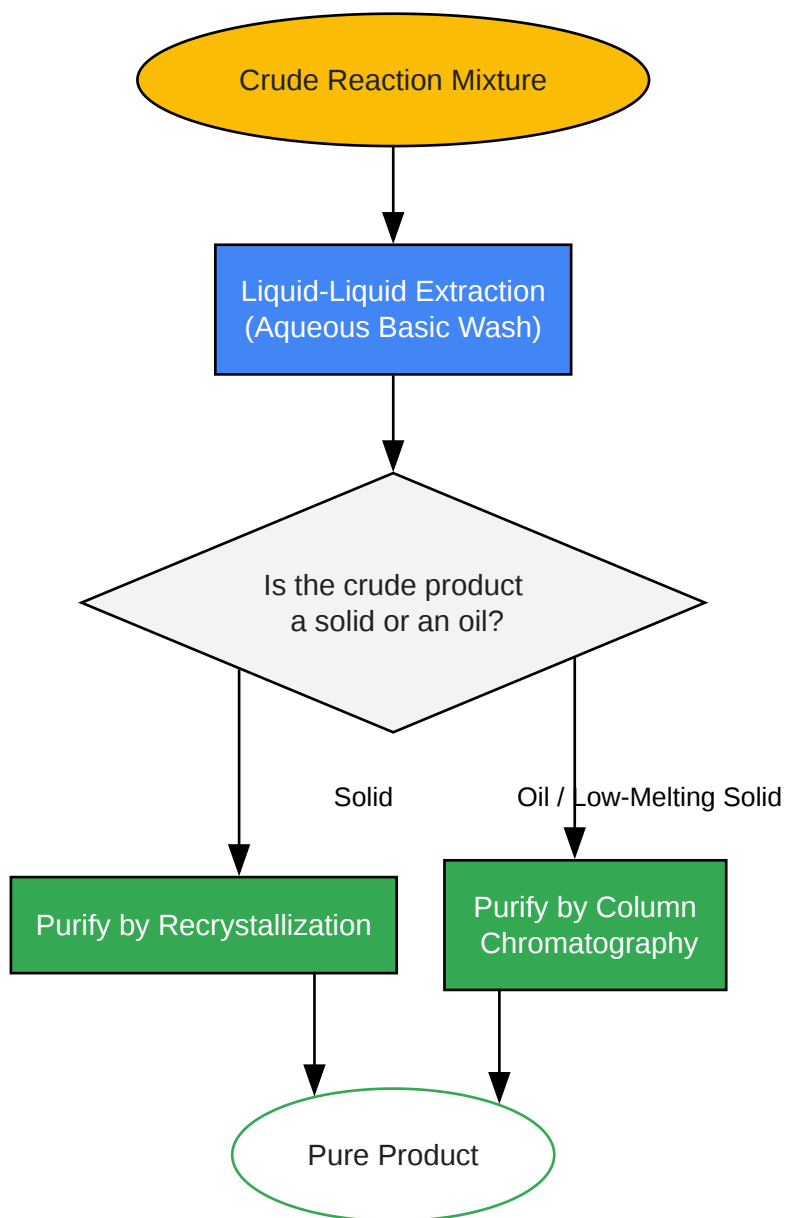 Crude Reaction Mixture
Liquid-Liquid Extraction
(Aqueous Basic Wash)
Is the crude product
a solid or an oil?
Solid
Oil / Low-Melting Solid
Purify by Recrystallization
Purify by Column
Chromatography
Pure Product